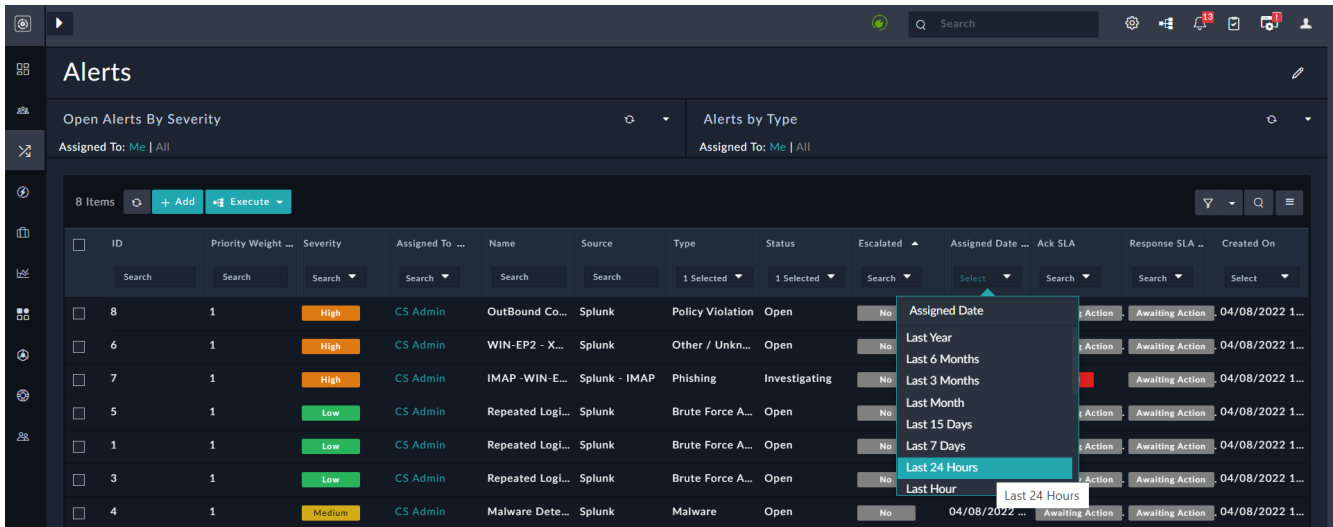 13
!
Search
Alerts
Open Alerts By Severity
Alerts by Type
Assigned To: Me | All
Assigned To: Me | All
8 Items + Add Execute
ID Priority Weight ... Severity Assigned To ... Name Source Type Status Escalated Assigned Date ... Ack SLA Response SLA .. Created On
Search Search Search Search Search Search 1 Selected 1 Selected Search Select Search Search Select
8 1 High CS Admin OutBound Co... Splunk Policy Violation Open No Action . Awaiting Action . 04/08/2022 1...
6 1 High CS Admin WIN-EP2 - X... Splunk Other / Unkn... Open No Action . Awaiting Action . 04/08/2022 1...
7 1 High CS Admin IMAP -WIN-E... Splunk - IMAP Phishing Investigating No Awaiting Action . 04/08/2022 1...
5 1 Low CS Admin Repeated Logi... Splunk Brute Force A... Open No Action . Awaiting Action . 04/08/2022 1...
1 1 Low CS Admin Repeated Logi... Splunk Brute Force A... Open No Action . Awaiting Action . 04/08/2022 1...
3 1 Low CS Admin Repeated Logi... Splunk Brute Force A... Open No Action . Awaiting Action . 04/08/2022 1...
4 1 Medium CS Admin Malware Dete... Splunk Malware Open No 04/08/2022 ... Awaiting Action . Awaiting Action . 04/08/2022 1...
Assigned Date
Last Year
Last 6 Months
Last 3 Months
Last Month
Last 15 Days
Last 7 Days
Last 24 Hours
Last Hour
Last 24 Hours